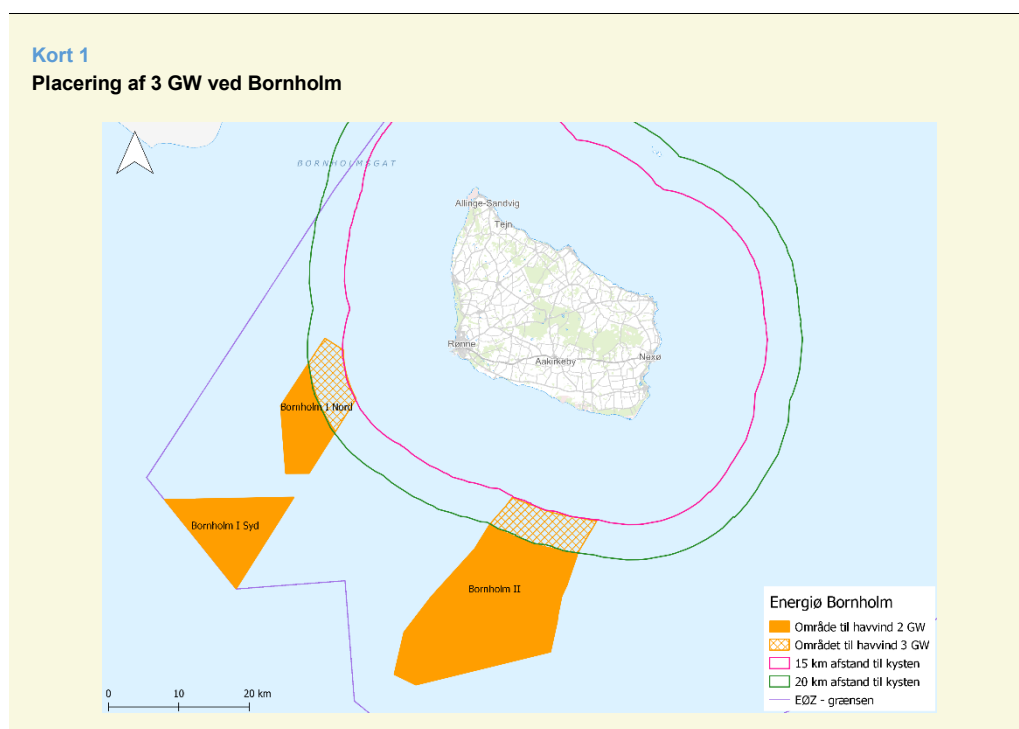 Kort 1
Placering af 3 GW ved Bornholm
BORNHOLMSGAT
Allinge-Sandvig
Tejn
Rønne
Aakirkeby
Nexø
Bornholm I Nord
Bornholm I Syd
Bornholm II
Energiø Bornholm
Område til havvind 2 GW
Området til havvind 3 GW
15 km afstand til kysten
20 km afstand til kysten
EØZ - grænsen
0 10 20 km